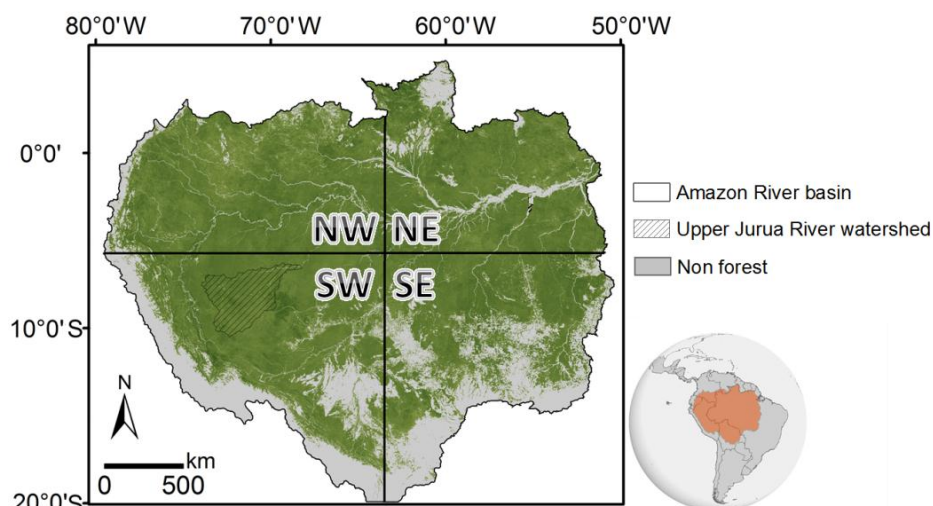 80°0'W 70°0'W 60°0'W 50°0'W
0°0'
NW NE
SW SE
10°0'S
20°0'S
N
km
0 500
Amazon River basin
Upper Jurua River watershed
Non forest